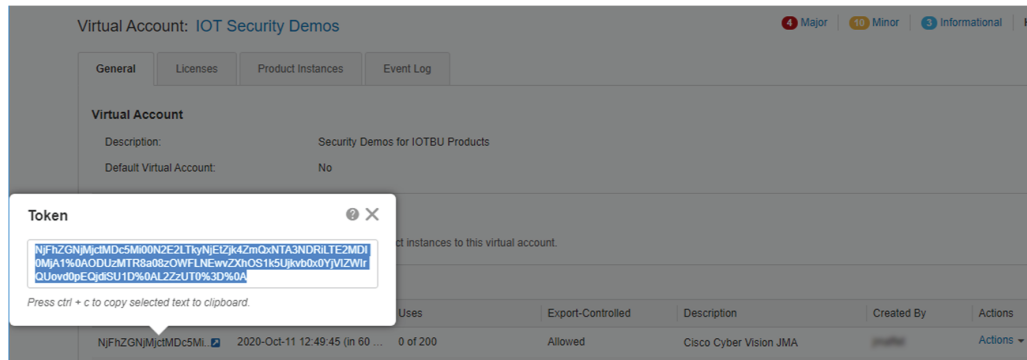 Virtual Account: IOT Security Demos
4 Major 10 Minor 3 Informational
General Licenses Product Instances Event Log
Virtual Account
Description: Security Demos for IOTBU Products
Default Virtual Account: No
Token
ct instances to this virtual account.
NjFhZGNjMjctMDc5Mi00N2E2LTkyNjEtZjk4ZmQxNTA3NDRiLTE2MDI
0MjA1%0AODUzMTR8a08zOWFLNEwvZXhOS1k5Ujkvb0x0YjVIZWlr
QUovd0pEQjdiSU1D%0AL2ZzUT0%3D%0A
Press ctrl + c to copy selected text to clipboard.
Uses Export-Controlled Description Created By Actions
NjFhZGNjMjctMDc5Mi.. 2020-Oct-11 12:49:45 (in 60 ... 0 of 200 Allowed Cisco Cyber Vision JMA Actions